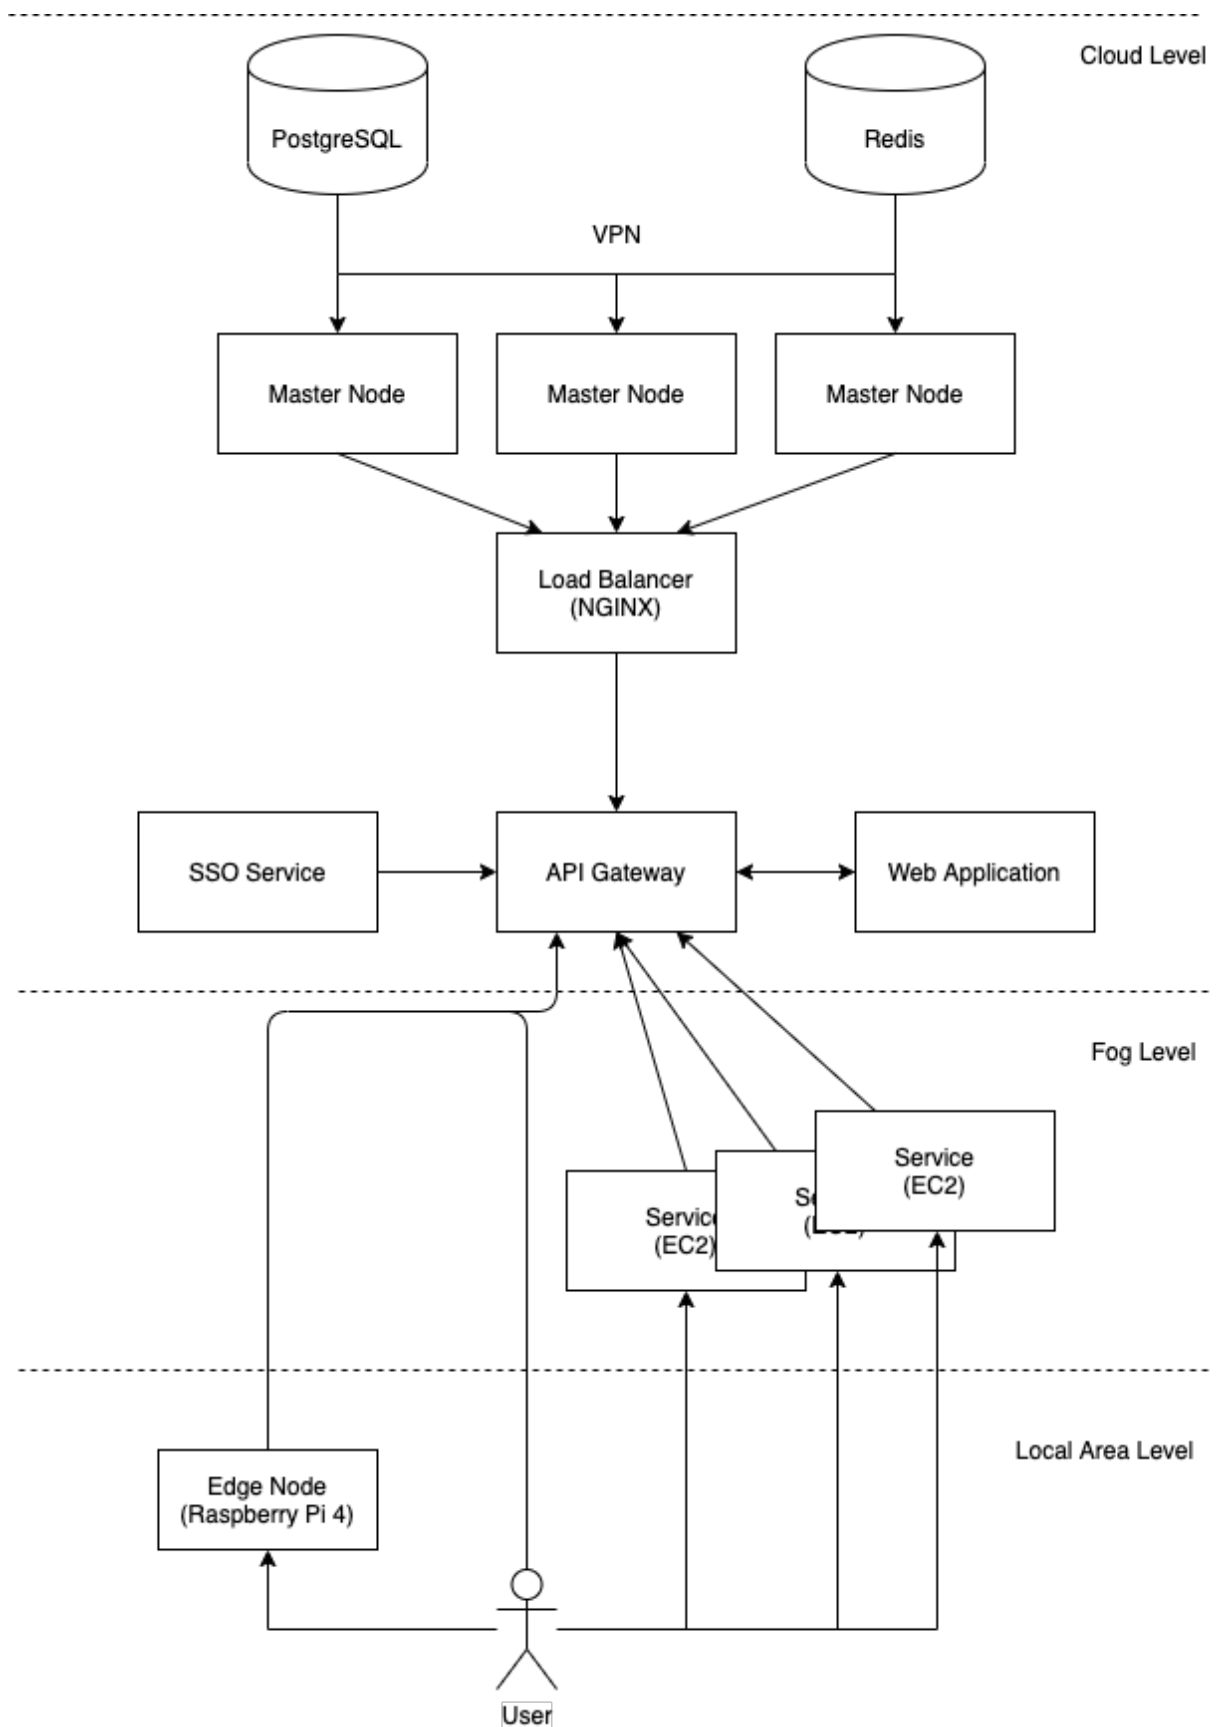 Cloud Level
PostgreSQL
Redis
VPN
Master Node
Master Node
Master Node
Load Balancer
(NGINX)
SSO Service
API Gateway
Web Application
Fog Level
Service
(EC2)
Servic
(EC2)
Local Area Level
Edge Node
(Raspberry Pi 4)
User